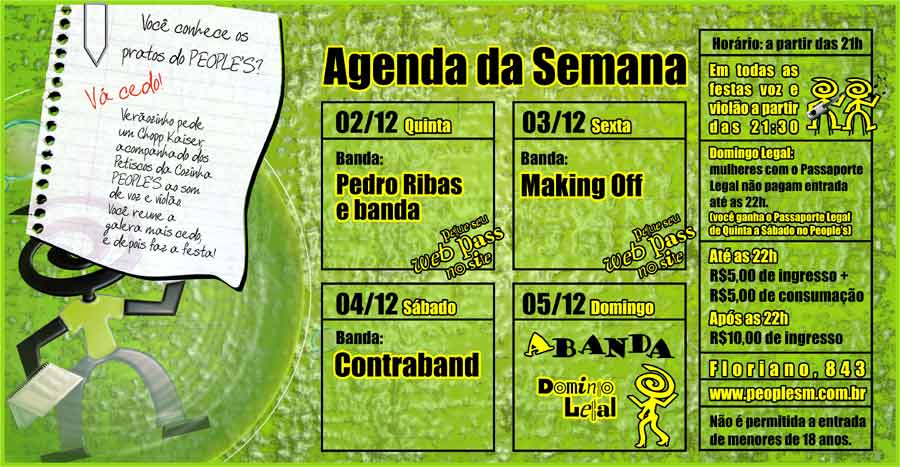 Você conhece os
pratos do PEOPLE'S?
Vá cedo!
Verãozinho pede
um Chopp Kaiser
acompanhado dos
Petiscos da Cozinha
PEOPLE'S ao som
de voz e violão.
Você reune a
galera mais cedo,
e depois faz a festa!
Agenda da Semana
02/12 Quinta
Banda:
Pedro Ribas
e banda
Pegue seu
Web Pass
no site
03/12 Sexta
Banda:
Making Off
Pegue seu
Web Pass
no site
04/12 Sábado
Banda:
Contraband
05/12 Domingo
A BANDA
Domingo
Legal
Horário: a partir das 21h
Em todas as
festas voz e
violão a partir
das 21:30
Domingo Legal:
mulheres com o Passaporte
Legal não pagam entrada
até as 22h.
(você ganha o Passaporte Legal
de Quinta a Sábado no People's)
Até as 22h
R$5,00 de ingresso +
R$5,00 de consumação
Após as 22h
R$10,00 de ingresso
Floriano, 843
www.peoplesm.com.br
Não é permitida a entrada
de menores de 18 anos.